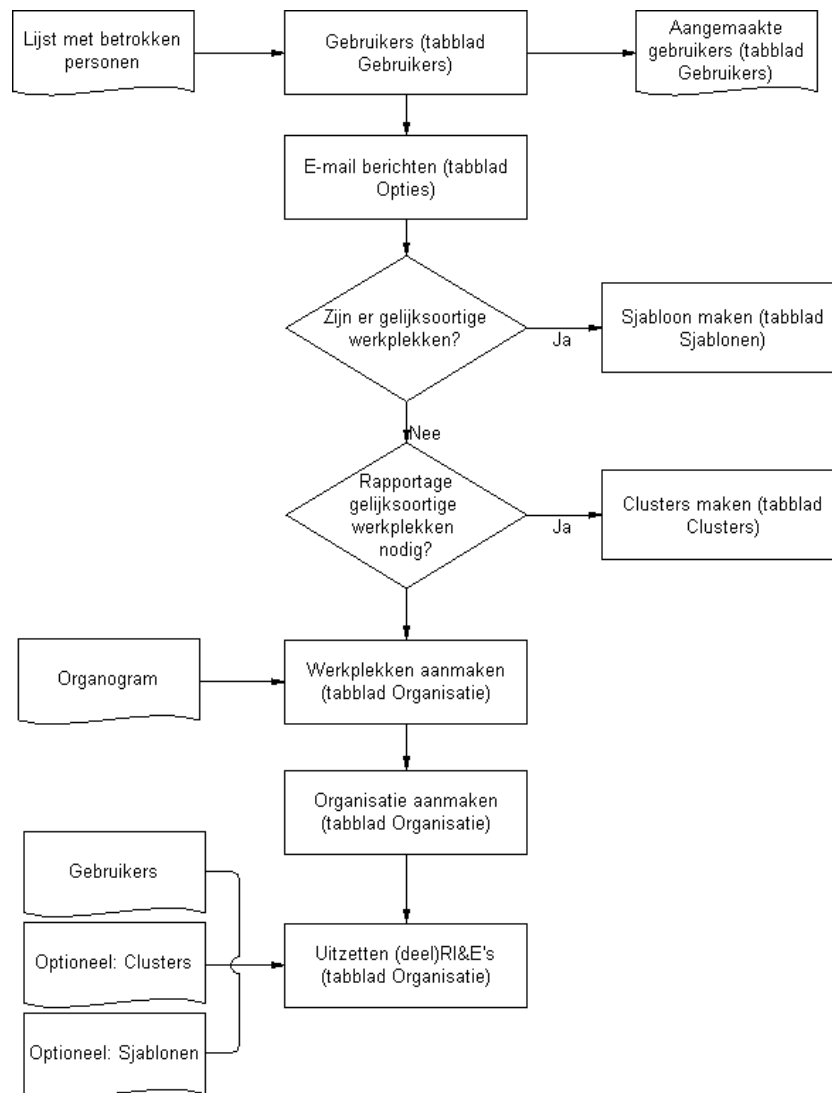 Lijst met betrokken
personen
Gebruikers (tabblad
Gebruikers)
Aangemaakte
gebruikers (tabblad
Gebruikers)
E-mail berichten (tabblad
Opties)
Zijn er gelijksoortige
werkplekken?
Ja
Sjabloon maken (tabblad
Sjablonen)
Nee
Rapportage
gelijksoortige
werkplekken
nodig?
Ja
Clusters maken (tabblad
Clusters)
Organogram
Werkplekken aanmaken
(tabblad Organisatie)
Organisatie aanmaken
(tabblad Organisatie)
Gebruikers
Optioneel: Clusters
Uitzetten (deel)RI&E's
(tabblad Organisatie)
Optioneel: Sjablonen